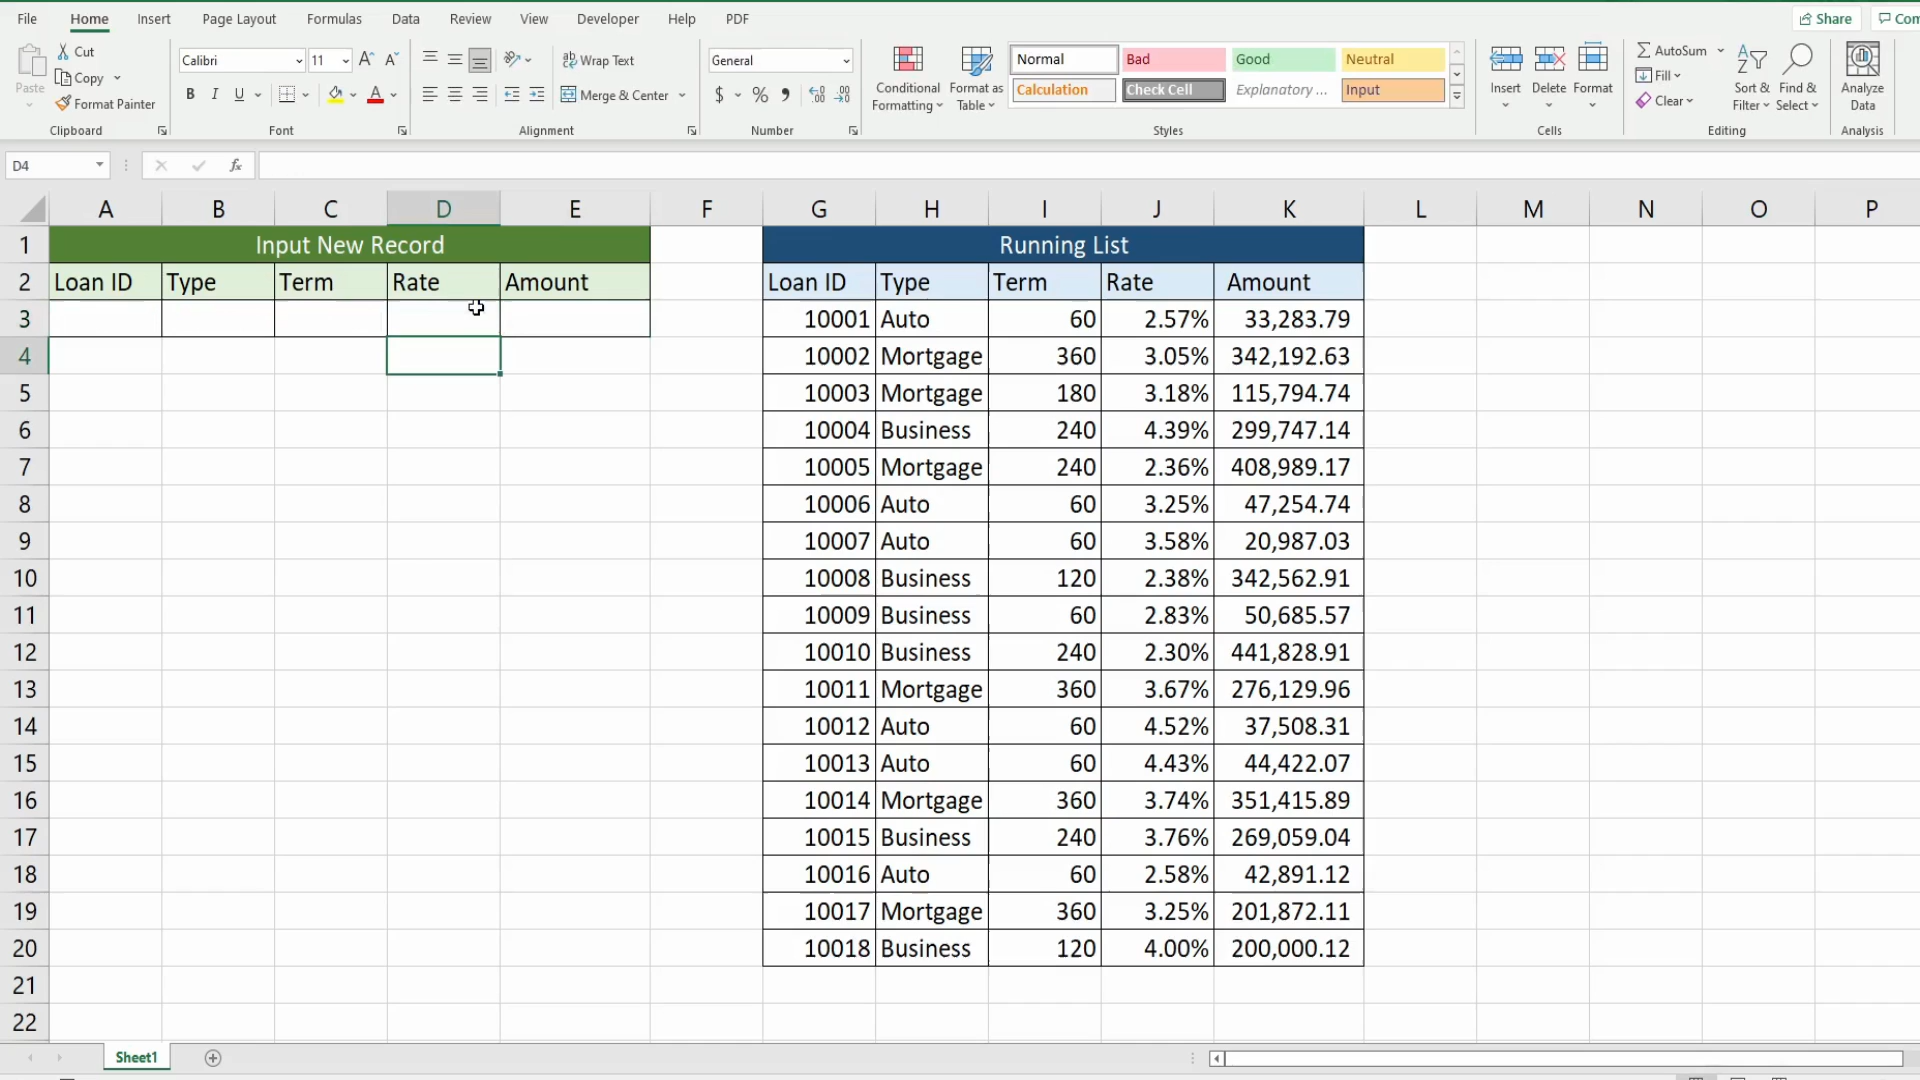 File Home Insert Page Layout Formulas Data Review View Developer Help PDF Share Com
Paste Cut Copy Format Painter Clipboard
Calibri 11 A A B I U A Font
Wrap Text Merge & Center Alignment
General $ % Number
Conditional Formatting Format as Table
Normal Bad Good Neutral
Calculation Check Cell Explanatory ... Input
Styles
Insert Delete Format Cells
AutoSum Fill Clear Sort & Filter Find & Select Editing
Analyze Data Analysis
D4 fx
A B C D E F G H I J K L M N O P
1 Input New Record Running List
2 Loan ID Type Term Rate Amount Loan ID Type Term Rate Amount
3 10001 Auto 60 2.57% 33,283.79
4 10002 Mortgage 360 3.05% 342,192.63
5 10003 Mortgage 180 3.18% 115,794.74
6 10004 Business 240 4.39% 299,747.14
7 10005 Mortgage 240 2.36% 408,989.17
8 10006 Auto 60 3.25% 47,254.74
9 10007 Auto 60 3.58% 20,987.03
10 10008 Business 120 2.38% 342,562.91
11 10009 Business 60 2.83% 50,685.57
12 10010 Business 240 2.30% 441,828.91
13 10011 Mortgage 360 3.67% 276,129.96
14 10012 Auto 60 4.52% 37,508.31
15 10013 Auto 60 4.43% 44,422.07
16 10014 Mortgage 360 3.74% 351,415.89
17 10015 Business 240 3.76% 269,059.04
18 10016 Auto 60 2.58% 42,891.12
19 10017 Mortgage 360 3.25% 201,872.11
20 10018 Business 120 4.00% 200,000.12
21
22
Sheet1